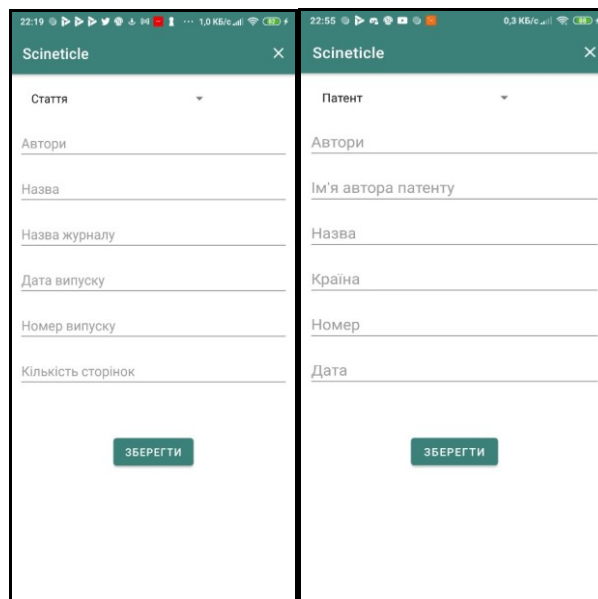 22:19 1,0 КБ/с 82
Scineticle
Стаття
Автори
Назва
Назва журналу
Дата випуску
Номер випуску
Кількість сторінок
ЗБЕРЕГТИ
22:55 0,3 КБ/с
Scineticle
Патент
Автори
Ім'я автора патенту
Назва
Країна
Номер
Дата
ЗБЕРЕГТИ